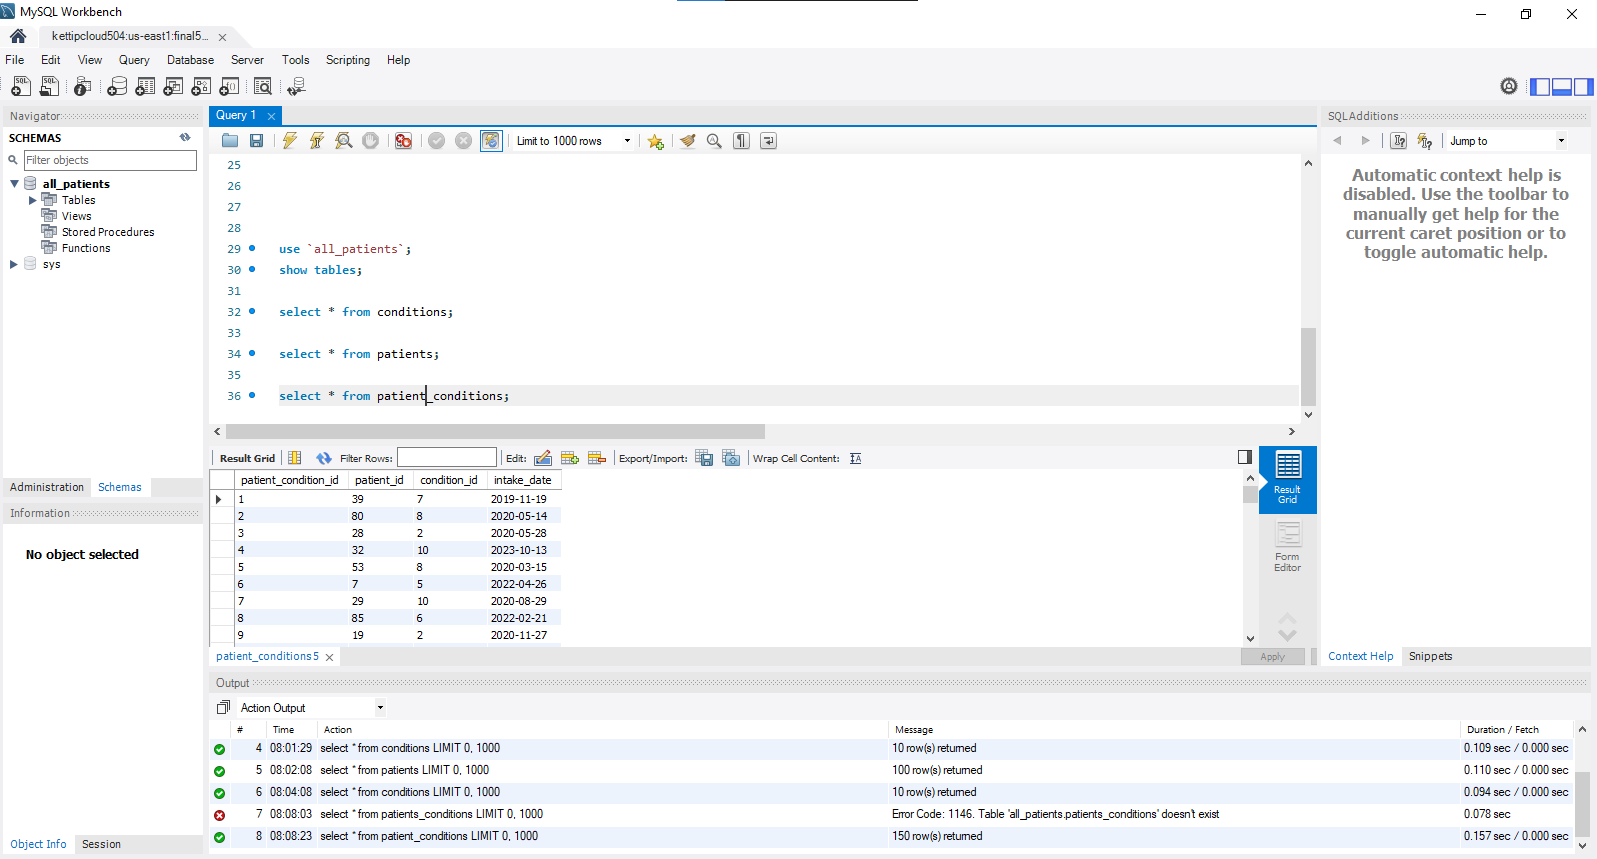 MySQL Workbench
kettipcloud504:us-east1:final5...
File Edit View Query Database Server Tools Scripting Help
Navigator
SCHEMAS
Filter objects
all_patients
Tables
Views
Stored Procedures
Functions
sys
Administration Schemas
Information
No object selected
Object Info Session
Query 1
Limit to 1000 rows
25
26
27
28
29 use `all_patients`;
30 show tables;
31
32 select * from conditions;
33
34 select * from patients;
35
36 select * from patient_conditions;
Result Grid Filter Rows: Edit: Export/Import: Wrap Cell Content:
patient_condition_id patient_id condition_id intake_date
1 39 7 2019-11-19
2 80 8 2020-05-14
3 28 2 2020-05-28
4 32 10 2023-10-13
5 53 8 2020-03-15
6 7 5 2022-04-26
7 29 10 2020-08-29
8 85 6 2022-02-21
9 19 2 2020-11-27
Result
Grid
Form
Editor
patient_conditions 5
Apply
SQLAdditions
Jump to
Automatic context help is
disabled. Use the toolbar to
manually get help for the
current caret position or to
toggle automatic help.
Context Help Snippets
Output
Action Output
# Time Action Message Duration / Fetch
4 08:01:29 select * from conditions LIMIT 0, 1000 10 row(s) returned 0.109 sec / 0.000 sec
5 08:02:08 select * from patients LIMIT 0, 1000 100 row(s) returned 0.110 sec / 0.000 sec
6 08:04:08 select * from conditions LIMIT 0, 1000 10 row(s) returned 0.094 sec / 0.000 sec
7 08:08:03 select * from patients_conditions LIMIT 0, 1000 Error Code: 1146. Table 'all_patients.patients_conditions' doesn't exist 0.078 sec
8 08:08:23 select * from patient_conditions LIMIT 0, 1000 150 row(s) returned 0.157 sec / 0.000 sec